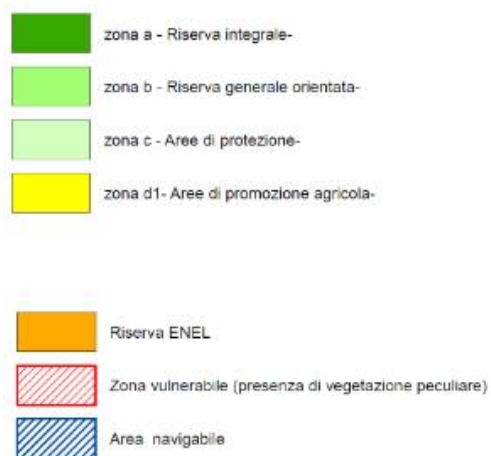 zona a - Riserva integrale-
zona b - Riserva generale orientata-
zona c - Aree di protezione-
zona d1- Aree di promozione agricola-
Riserva ENEL
Zona vulnerabile (presenza di vegetazione peculiare)
Area navigabile